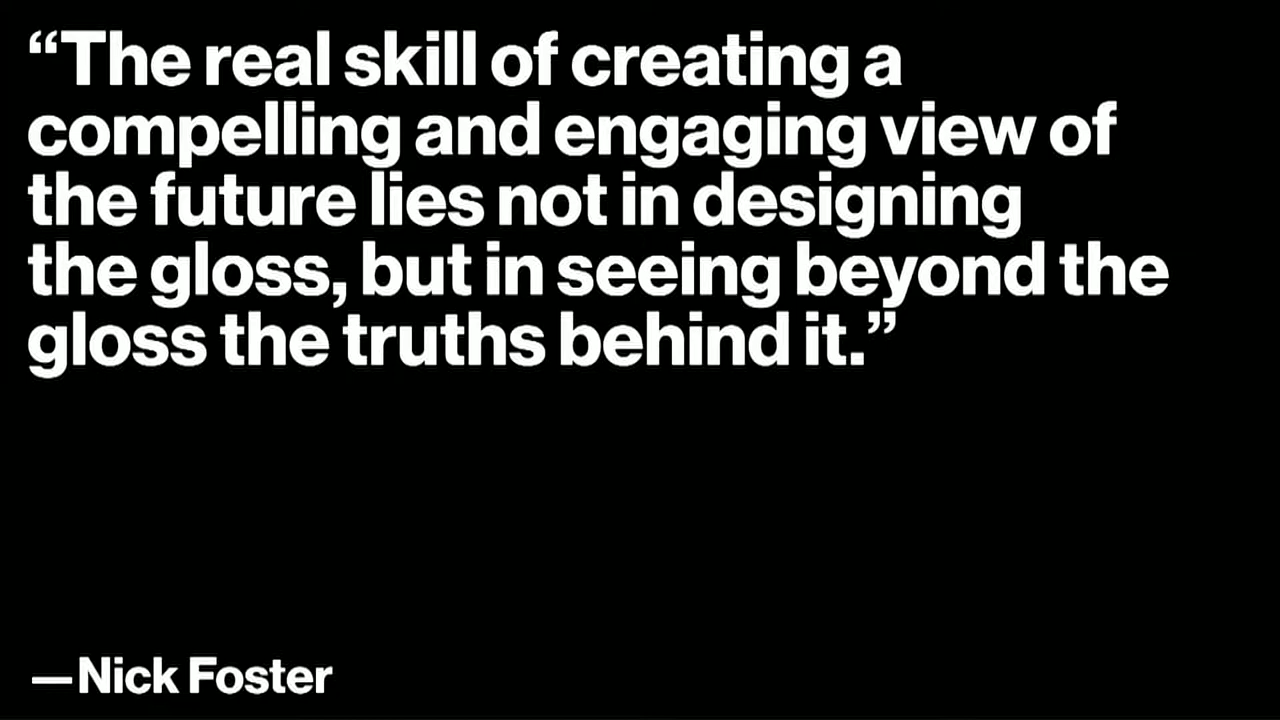 “The real skill of creating a
compelling and engaging view of
the future lies not in designing
the gloss, but in seeing beyond the
gloss the truths behind it.”
—Nick Foster